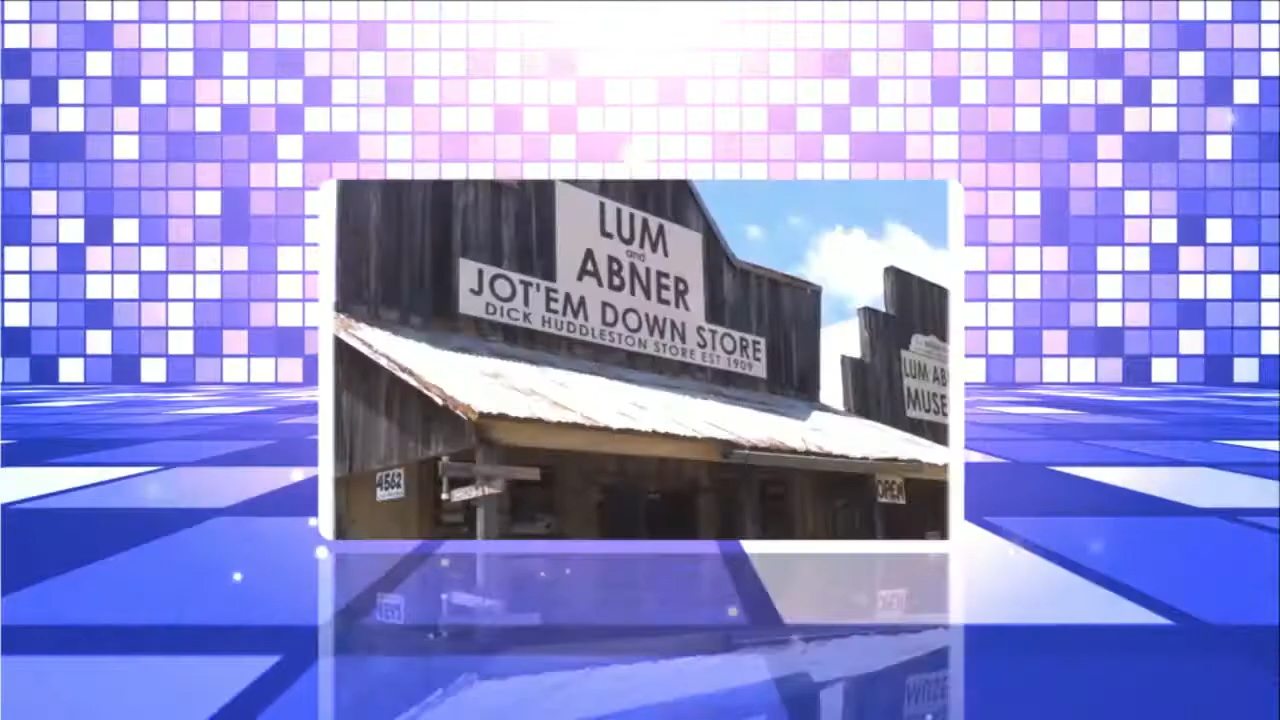 LUM
and
ABNER
JOT'EM DOWN STORE
DICK HUDDLESTON STORE EST 1909
LUM AB
MUSE
4562
OPEN